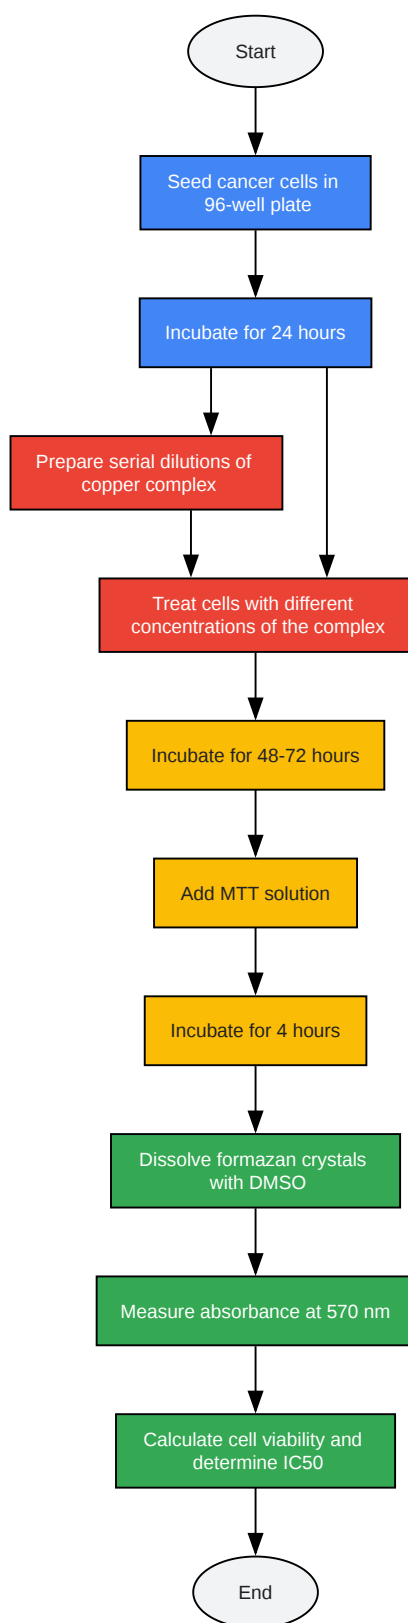 Start
Seed cancer cells in
96-well plate
Incubate for 24 hours
Prepare serial dilutions of
copper complex
Treat cells with different
concentrations of the complex
Incubate for 48-72 hours
Add MTT solution
Incubate for 4 hours
Dissolve formazan crystals
with DMSO
Measure absorbance at 570 nm
Calculate cell viability and
determine IC50
End